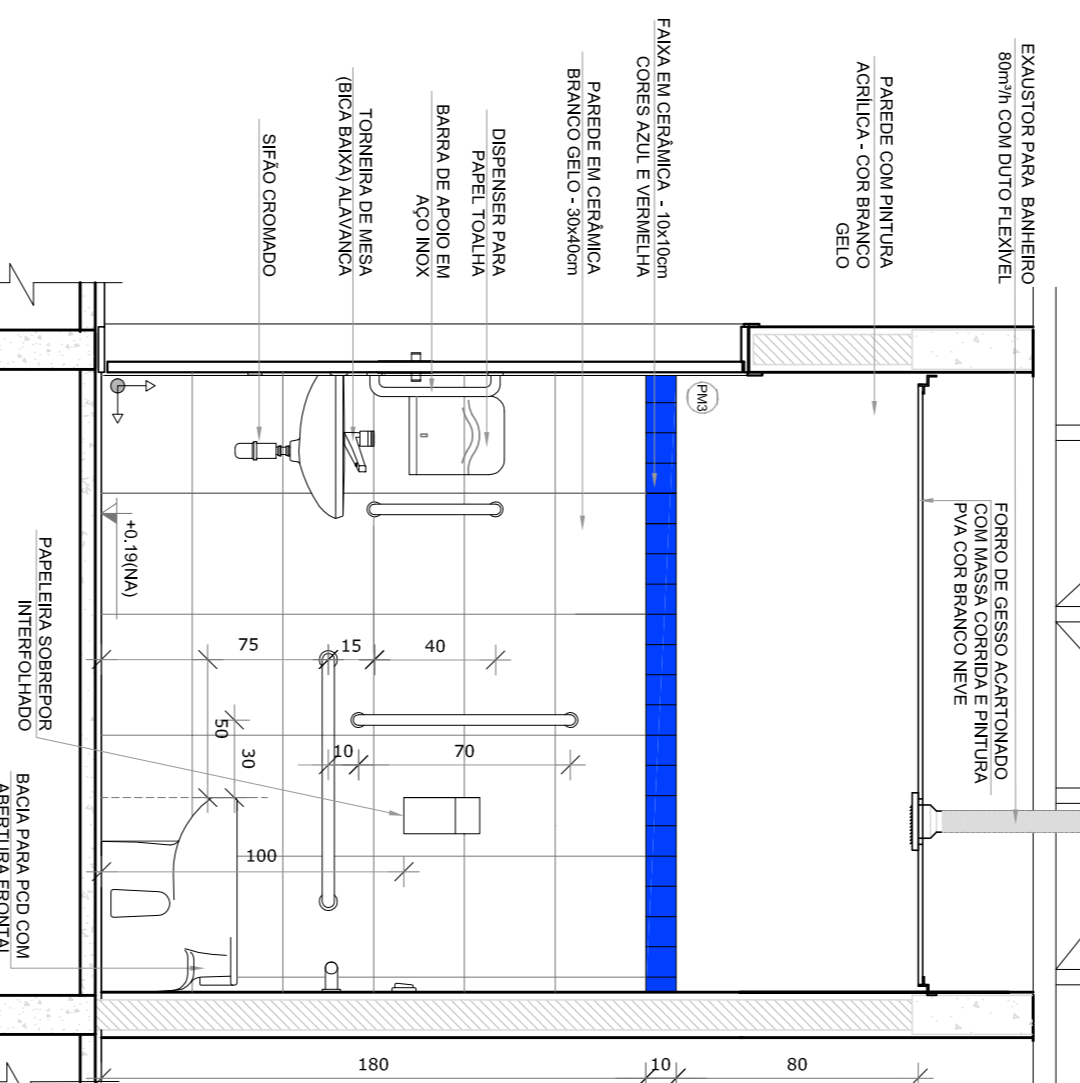 EXAUSTOR PARA BANHEIRO
80m³/h COM DUTO FLEXÍVEL
PAREDE COM PINTURA
ACRÍLICA - COR BRANCO
GELO
FAIXA EM CERÂMICA - 10x10cm
CORES AZUL E VERMELHA
PAREDE EM CERÂMICA
BRANCO GELO - 30x40cm
DISPENSER PARA
PAPEL TOALHA
BARRA DE APOIO EM
AÇO INOX
TORNEIRA DE MESA
(BICA BAIXA) ALAVANCA
SIFÃO CROMADO
PM3
FORRO DE GESSO ACARTONADO
COM MASSA CORRIDA E PINTURA
PVA COR BRANCO NEVE
+0.19(NA)
PAPELEIRA SOBREPOR
INTERFOLHADO
BACIA PARA PCD COM
ABERTURA FRONTAL
75
15
40
50
30
10
70
100
180
10
80